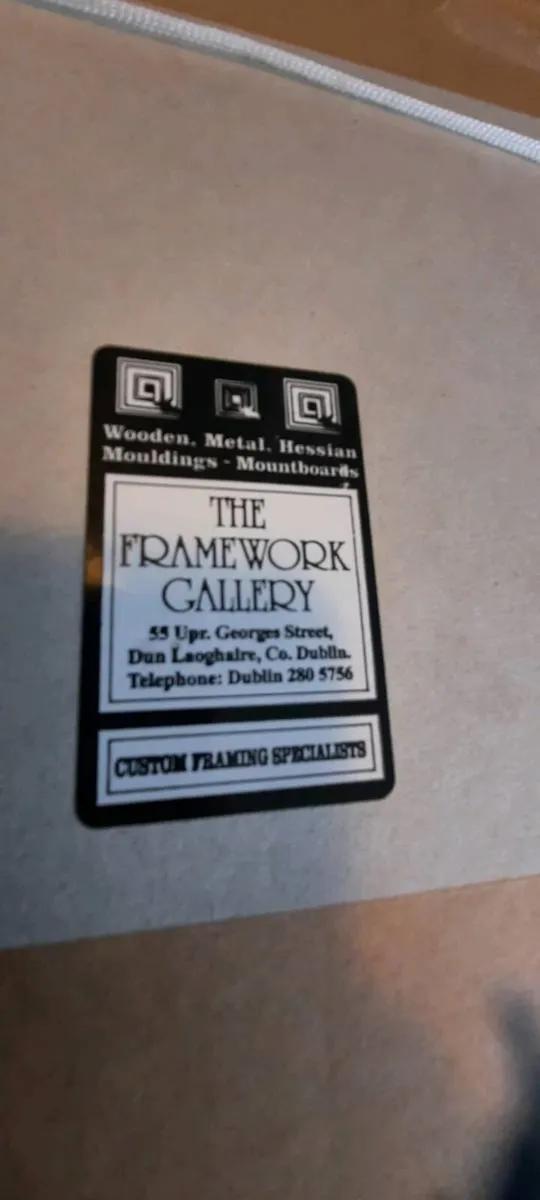 Wooden, Metal, Hessian
Mouldings - Mountboards
THE
FRAMEWORK
GALLERY
55 Upr. Georges Street,
Dun Laoghaire, Co. Dublin.
Telephone: Dublin 280 5756
CUSTOM FRAMING SPECIALISTS